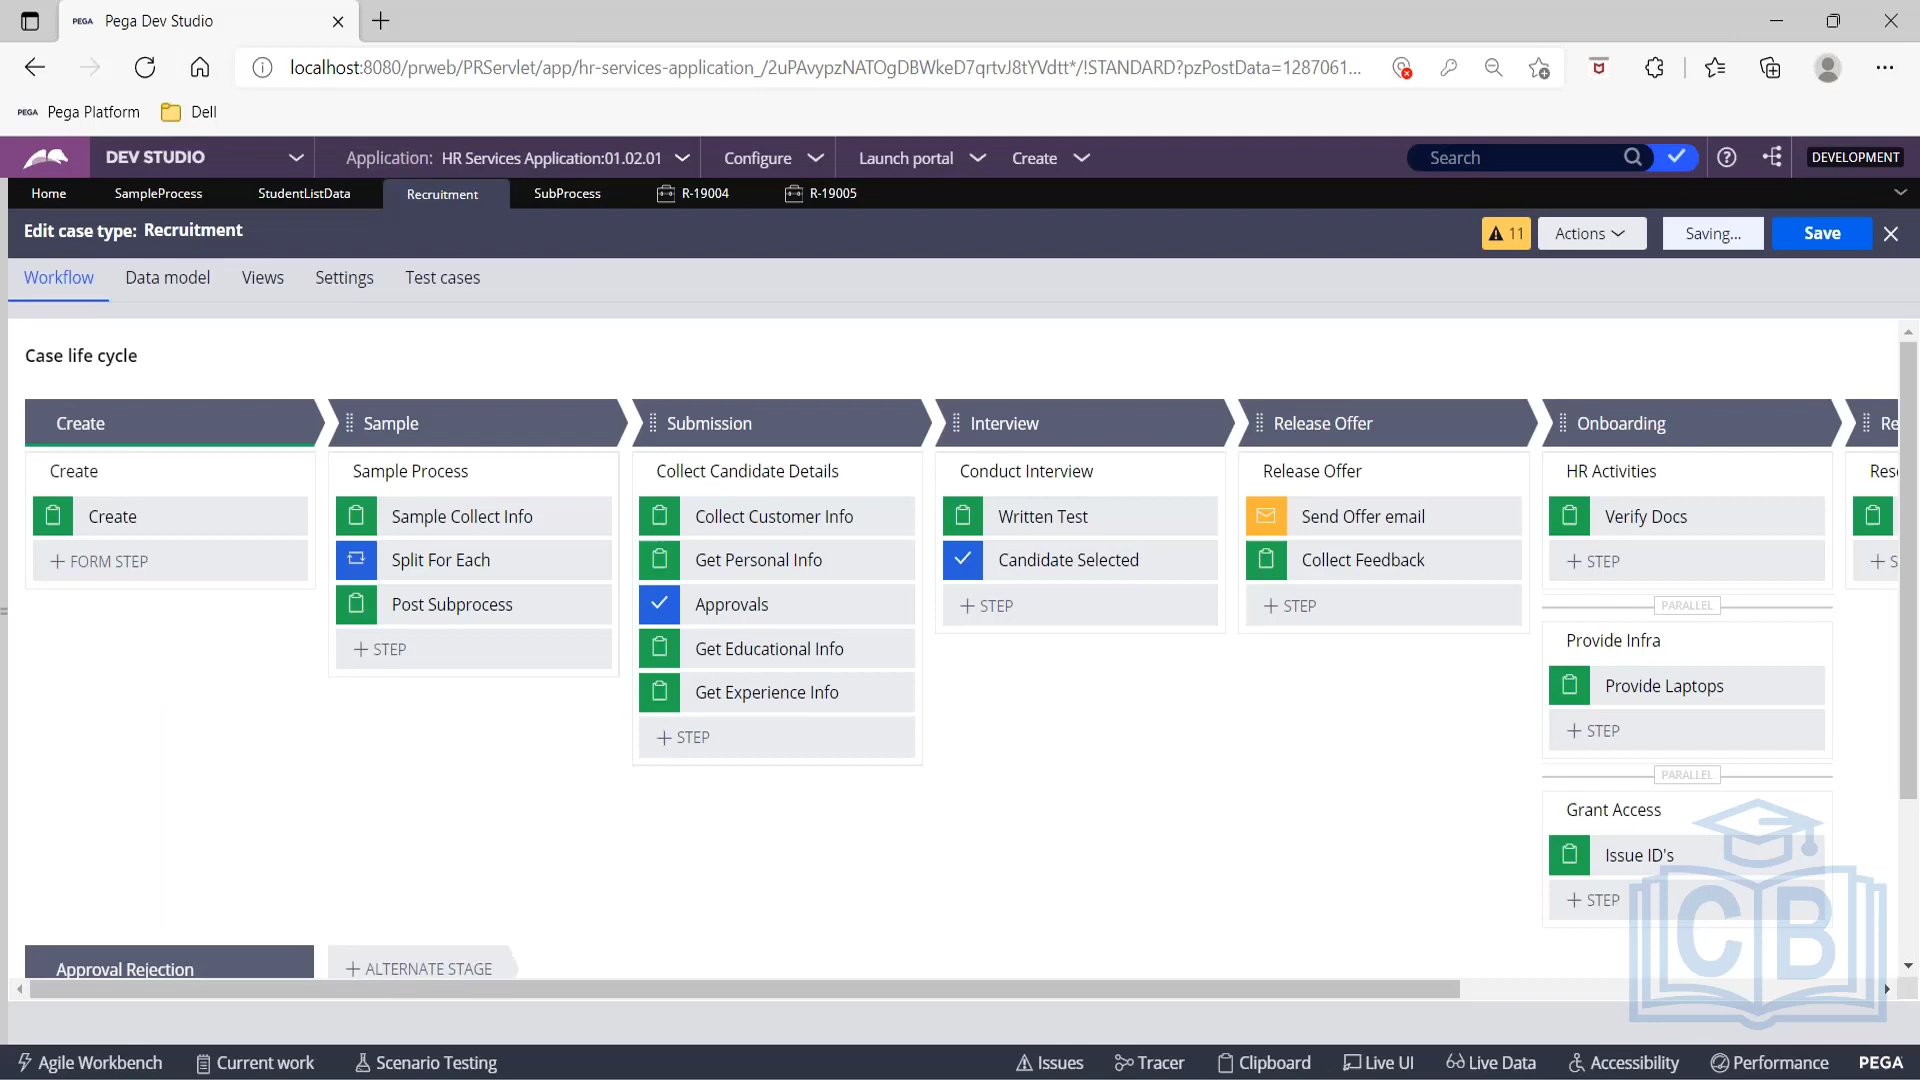 PEGA Pega Dev Studio
localhost:8080/prweb/PRServlet/app/hr-services-application_/2uPAvypzNATOgDBWkeD7qrtvJ8tYVdtt*/!STANDARD?pzPostData=1287061...
PEGA Pega Platform Dell
DEV STUDIO Application: HR Services Application:01.02.01 Configure Launch portal Create Search DEVELOPMENT
Home SampleProcess StudentListData Recruitment SubProcess R-19004 R-19005
Edit case type: Recruitment 11 Actions Saving... Save
Workflow Data model Views Settings Test cases
Case life cycle
Create Sample Submission Interview Release Offer Onboarding Re
Create Sample Process Collect Candidate Details Conduct Interview Release Offer HR Activities Res
Create Sample Collect Info Collect Customer Info Written Test Send Offer email Verify Docs
+ FORM STEP Split For Each Get Personal Info Candidate Selected Collect Feedback + STEP + S
Post Subprocess Approvals + STEP + STEP PARALLEL
+ STEP Get Educational Info Provide Infra
Get Experience Info Provide Laptops
+ STEP + STEP
PARALLEL
Grant Access
Issue ID's
+ STEP
CB
Approval Rejection + ALTERNATE STAGE
Agile Workbench Current work Scenario Testing Issues Tracer Clipboard Live UI Live Data Accessibility Performance PEGA